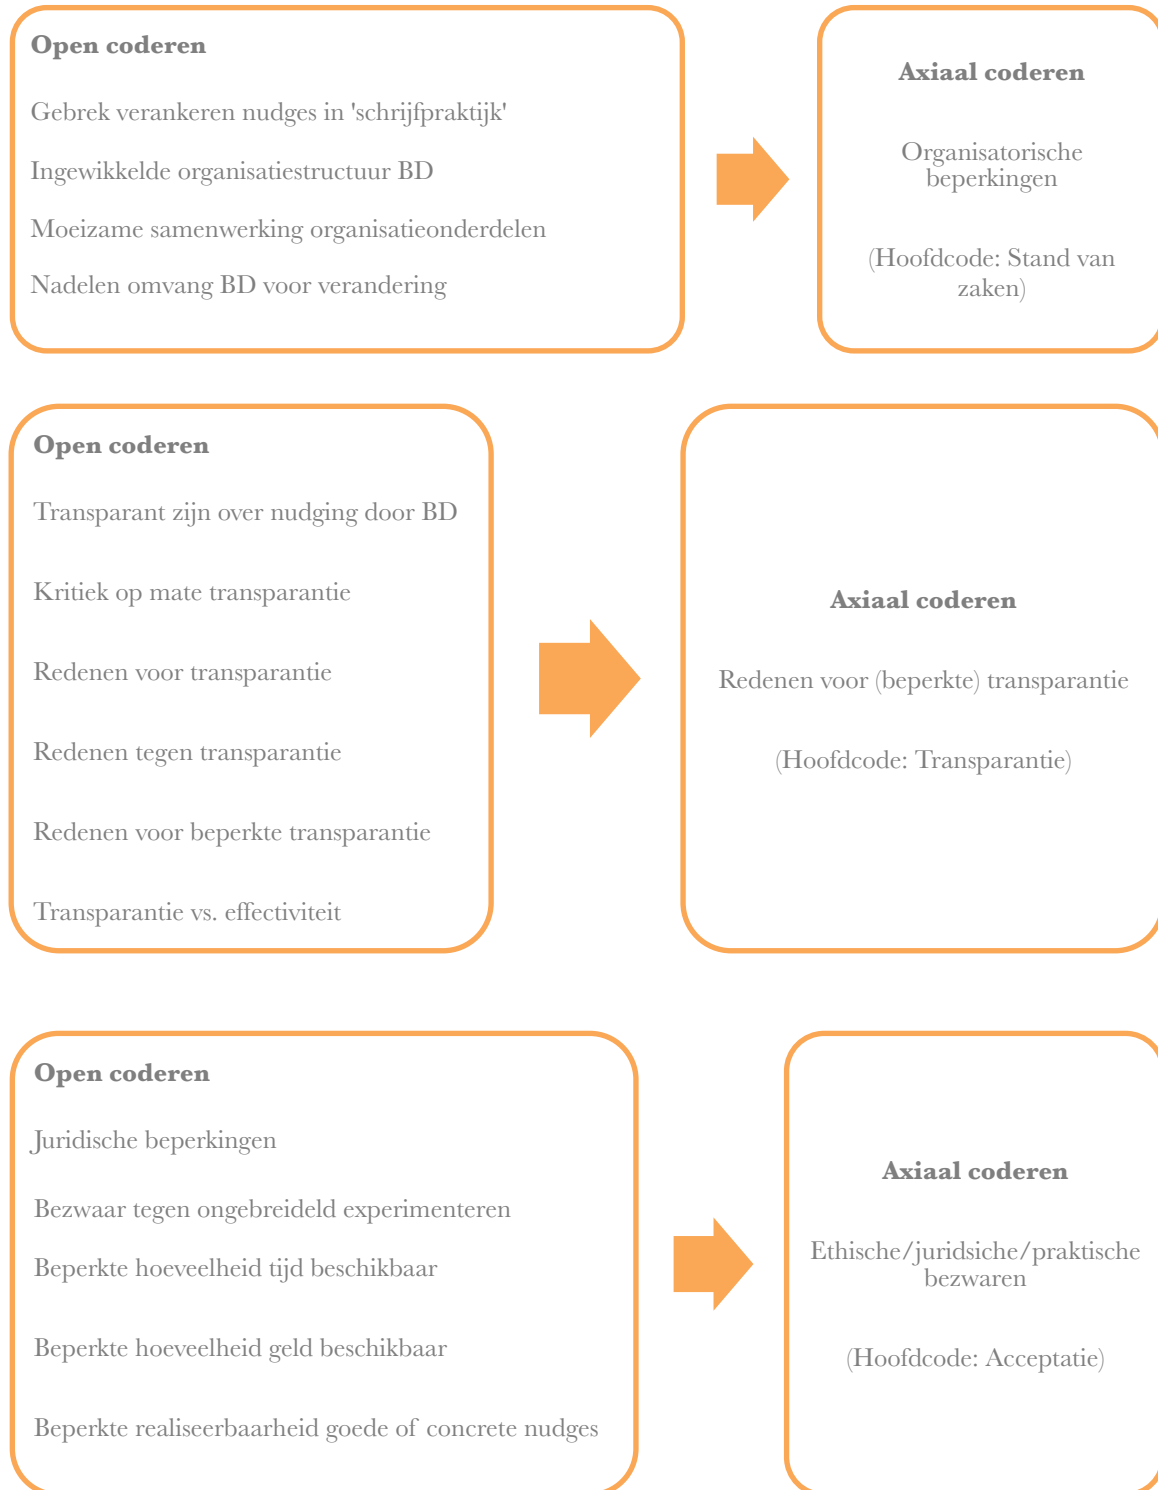 Open coderen
Gebrek verankeren nudges in 'schrijfpraktijk'
Ingewikkelde organisatiestructuur BD
Moeizame samenwerking organisatieonderdelen
Nadelen omvang BD voor verandering
Axiaal coderen
Organisatorische
beperkingen
(Hoofdcode: Stand van
zaken)
Open coderen
Transparant zijn over nudging door BD
Kritiek op mate transparantie
Redenen voor transparantie
Redenen tegen transparantie
Redenen voor beperkte transparantie
Transparantie vs. effectiviteit
Axiaal coderen
Redenen voor (beperkte) transparantie
(Hoofdcode: Transparantie)
Open coderen
Juridische beperkingen
Bezwaar tegen ongebreideld experimenteren
Beperkte hoeveelheid tijd beschikbaar
Beperkte hoeveelheid geld beschikbaar
Beperkte realiseerbaarheid goede of concrete nudges
Axiaal coderen
Ethische/juridsiche/praktische
bezwaren
(Hoofdcode: Acceptatie)